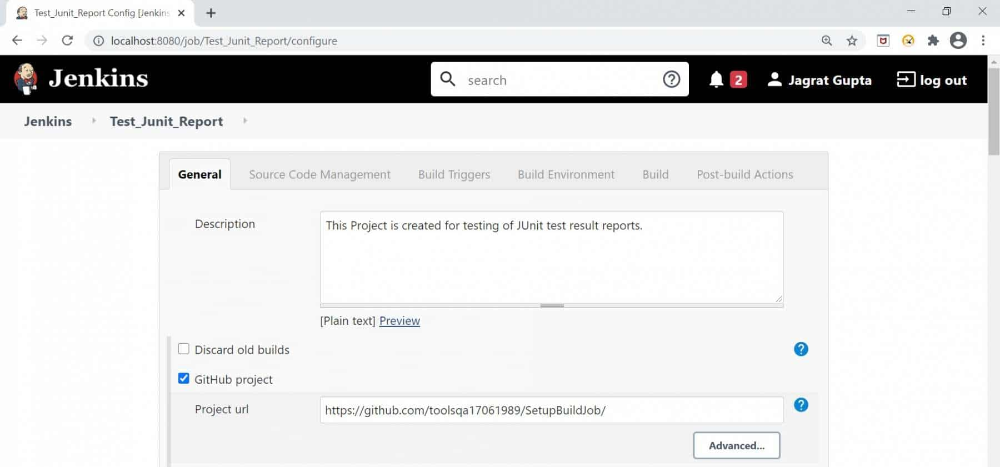 Test_Junit_Report Config [Jenkins
localhost:8080/job/Test_Junit_Report/configure
Jenkins
search
2
Jagrat Gupta
log out
Jenkins
Test_Junit_Report
General
Source Code Management
Build Triggers
Build Environment
Build
Post-build Actions
Description
This Project is created for testing of JUnit test result reports.
[Plain text] Preview
Discard old builds
GitHub project
Project url
https://github.com/toolsqa17061989/SetupBuildJob/
Advanced...